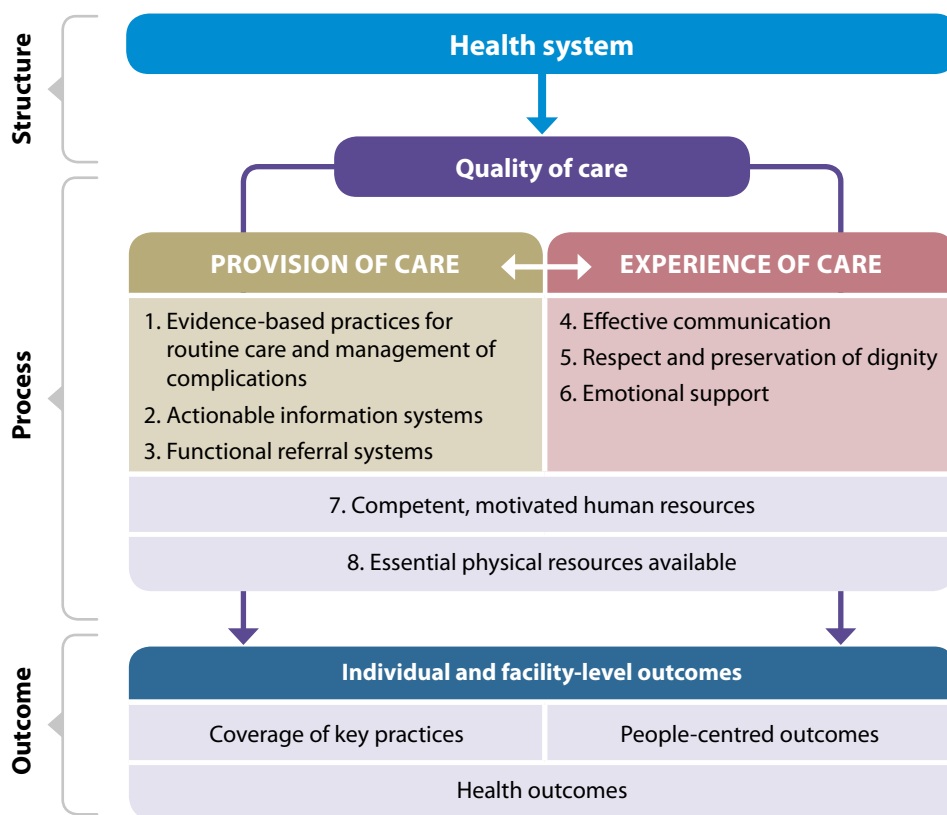 Structure
Health system
Quality of care
Process
PROVISION OF CARE
EXPERIENCE OF CARE
1. Evidence-based practices for
routine care and management of
complications
2. Actionable information systems
3. Functional referral systems
4. Effective communication
5. Respect and preservation of dignity
6. Emotional support
7. Competent, motivated human resources
8. Essential physical resources available
Outcome
Individual and facility-level outcomes
Coverage of key practices
People-centred outcomes
Health outcomes